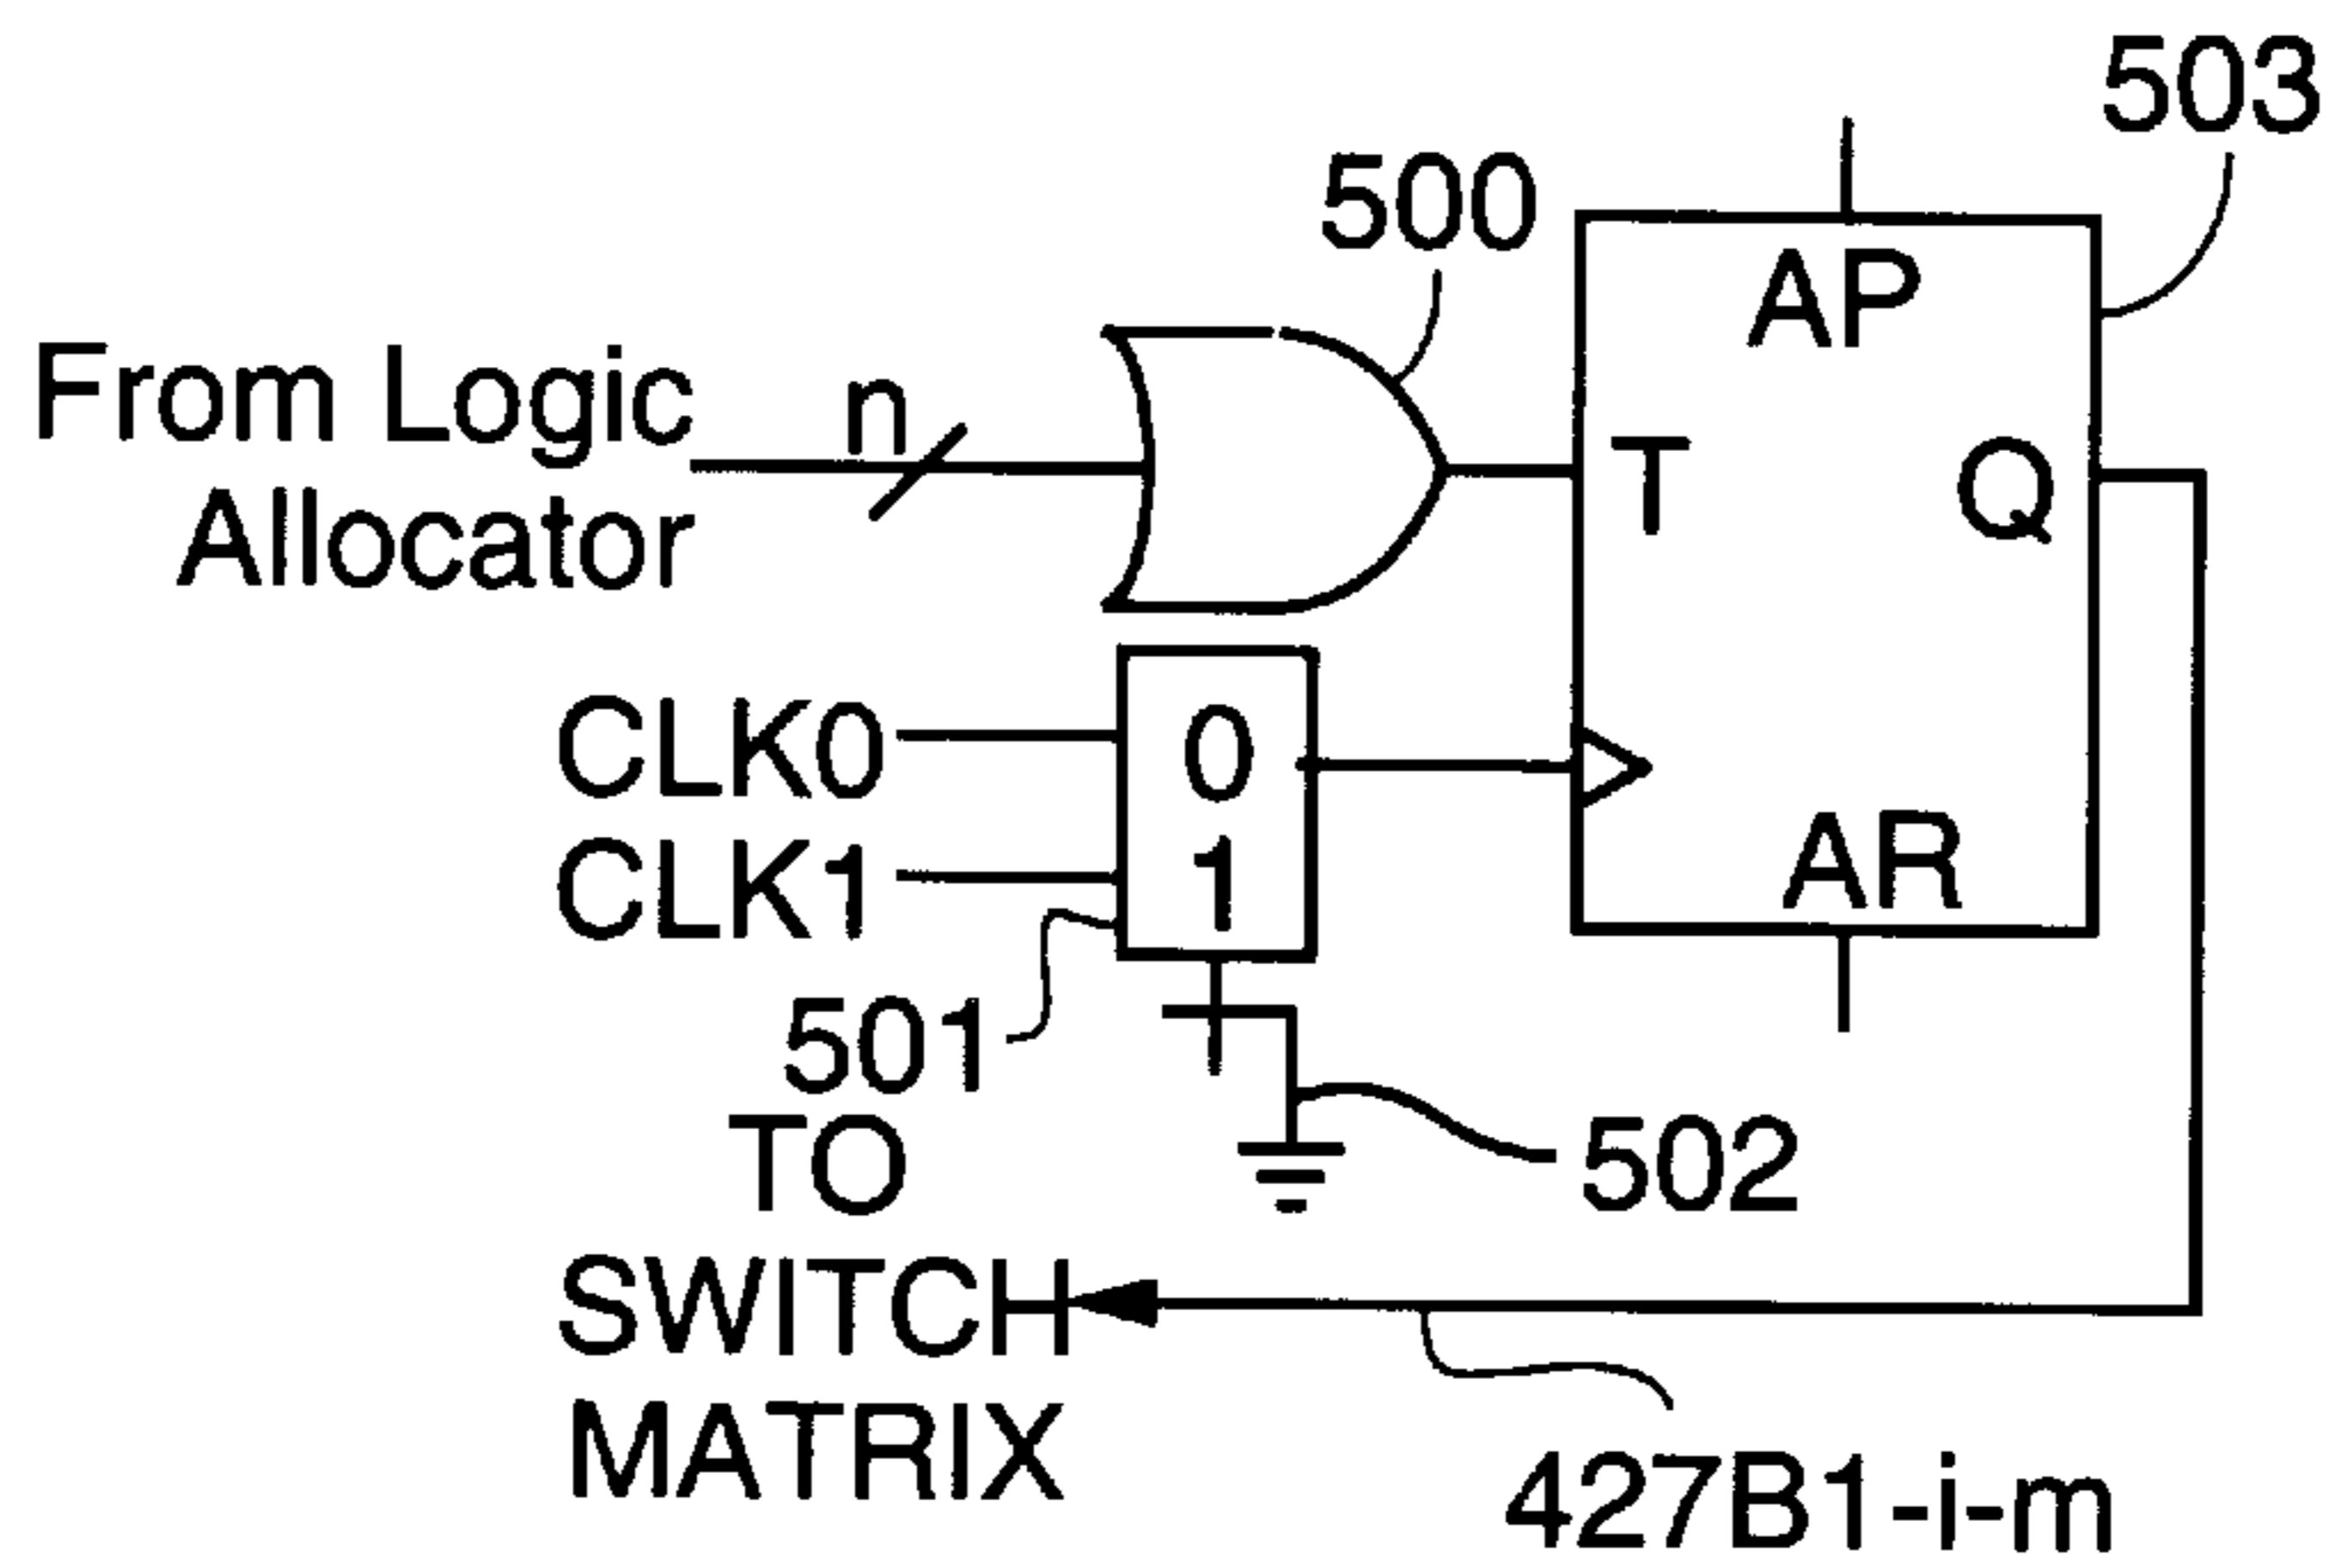 503
500
AP
From Logic
n
Allocator
T
Q
CLK0
0
CLK1
1
AR
501
502
TO
SWITCH
MATRIX
427B1-i-m